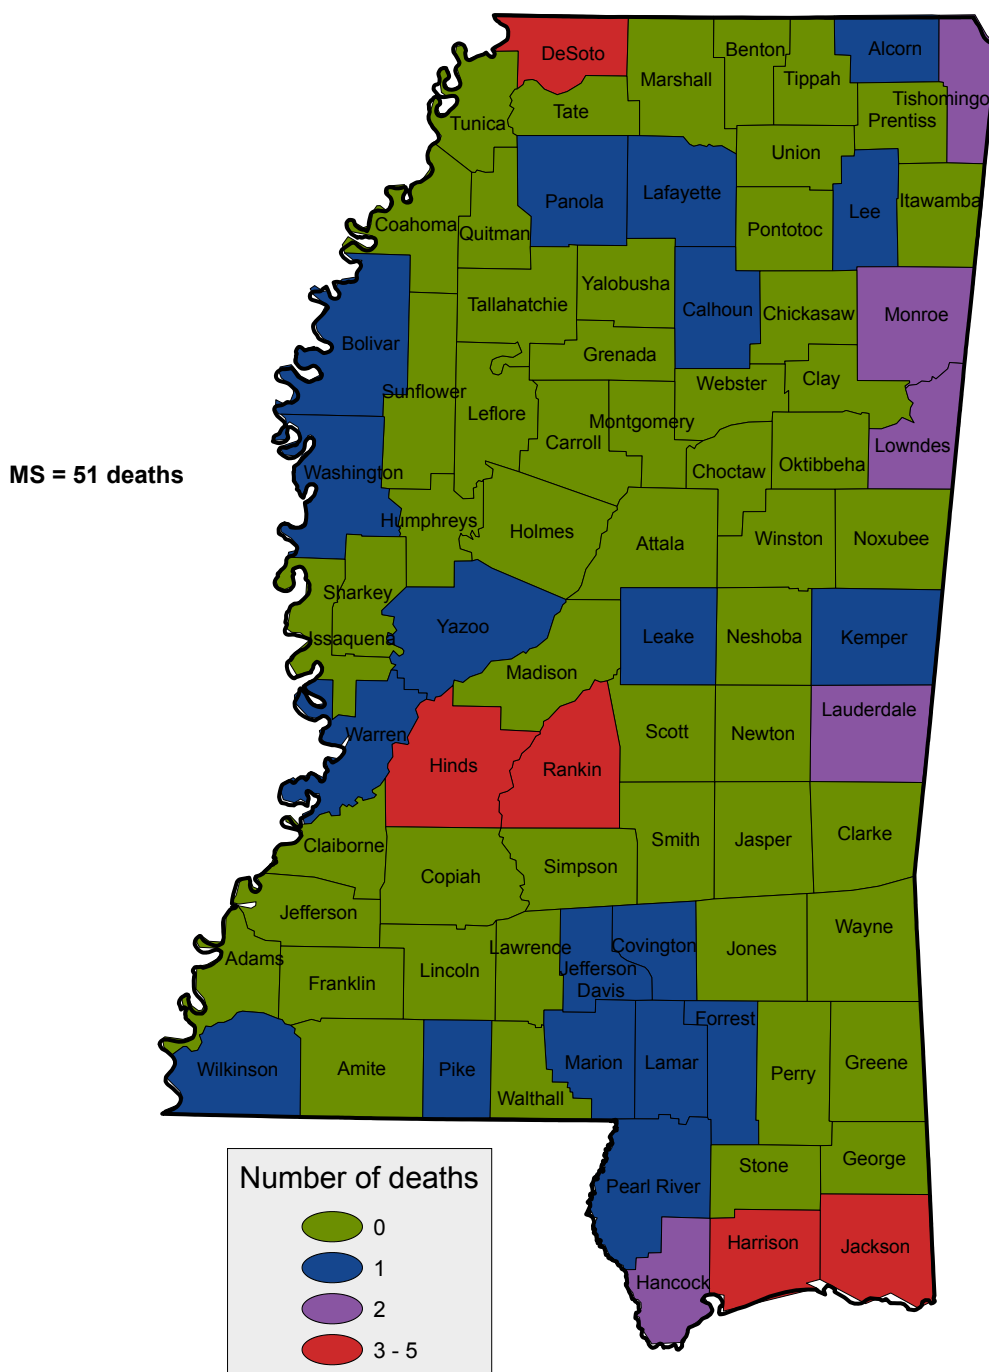 DeSoto
Benton
Alcorn
Marshall
Tippah
Tishomingo
Tate
Prentiss
Tunica
Union
Panola
Lafayette
Lee
Itawamba
Coahoma
Quitman
Pontotoc
Yalobusha
Tallahatchie
Calhoun
Chickasaw
Monroe
Bolivar
Grenada
Sunflower
Webster
Clay
Leflore
Montgomery
Carroll
Lowndes
Washington
Choctaw
Oktibbeha
MS = 51 deaths
Humphreys
Holmes
Attala
Winston
Noxubee
Sharkey
Issaquena
Yazoo
Leake
Neshoba
Kemper
Madison
Lauderdale
Warren
Scott
Newton
Hinds
Rankin
Claiborne
Smith
Jasper
Clarke
Copiah
Simpson
Jefferson
Wayne
Lawrence
Covington
Jones
Adams
Franklin
Lincoln
Jefferson
Davis
Forrest
Wilkinson
Amite
Pike
Marion
Lamar
Greene
Perry
Walthall
George
Stone
Pearl River
Harrison
Jackson
Hancock
Number of deaths
0
1
2
3 - 5